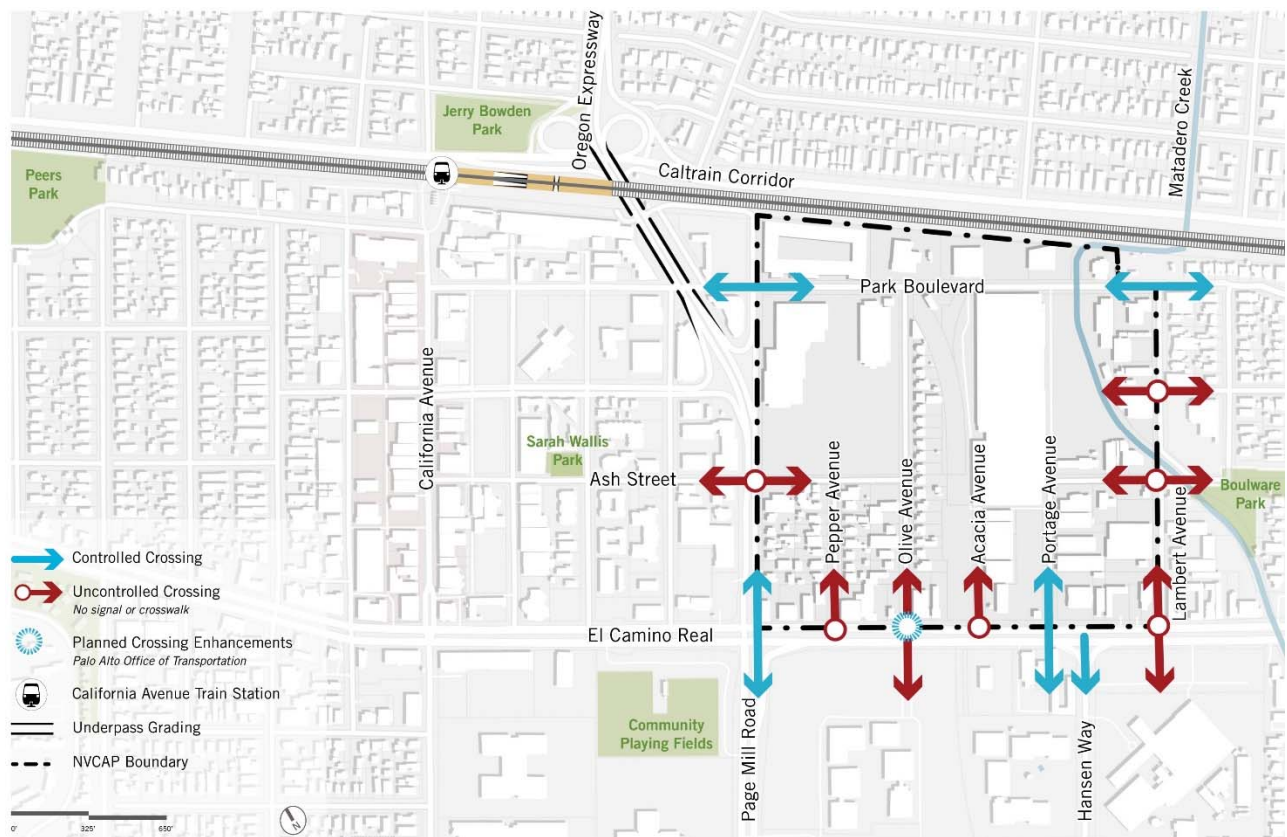 Oregon Expressway
Jerry Bowden
Park
Matadero Creek
Caltrain Corridor
Peers
Park
Park Boulevard
California Avenue
Sarah Wallis
Park
Ash Street
Pepper Avenue
Olive Avenue
Acacia Avenue
Portage Avenue
Lambert Avenue
Boulware
Park
El Camino Real
Community
Playing Fields
Page Mill Road
Hansen Way
Controlled Crossing
Uncontrolled Crossing
No signal or crosswalk
Planned Crossing Enhancements
Palo Alto Office of Transportation
California Avenue Train Station
Underpass Grading
NVCAP Boundary
0' 325' 650'
N